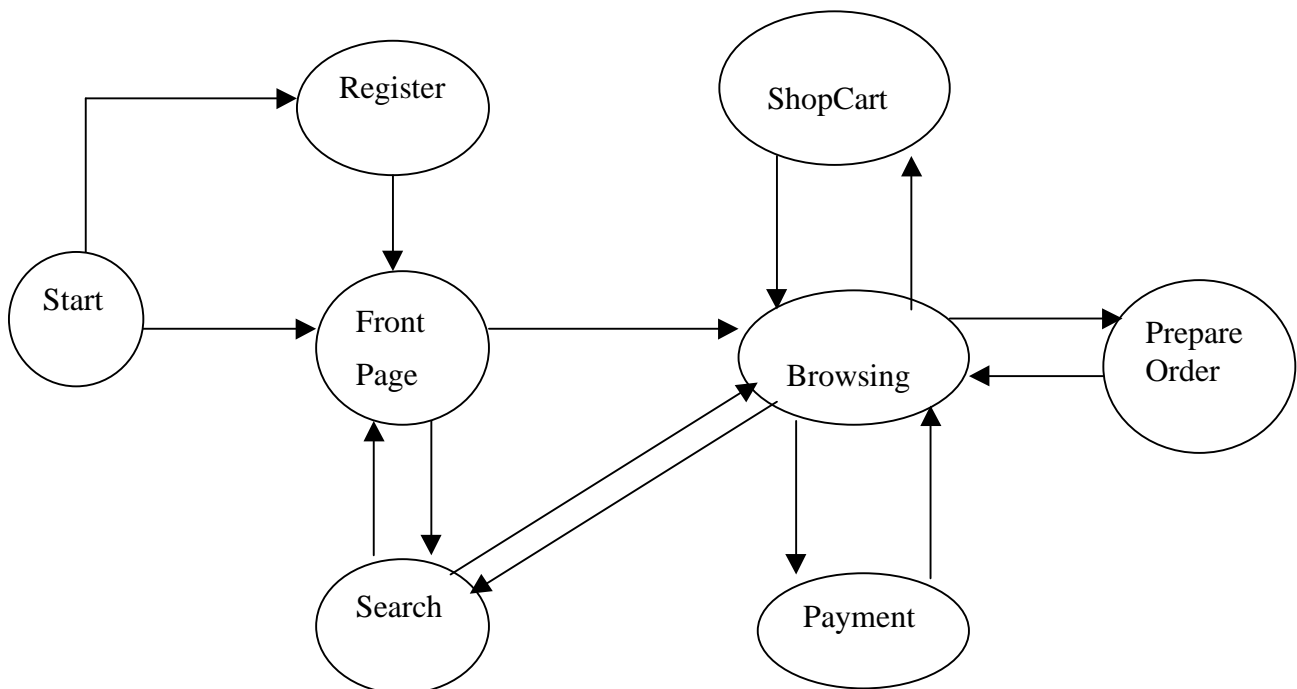 Register
ShopCart
Start
Front
Page
Browsing
Prepare
Order
Search
Payment